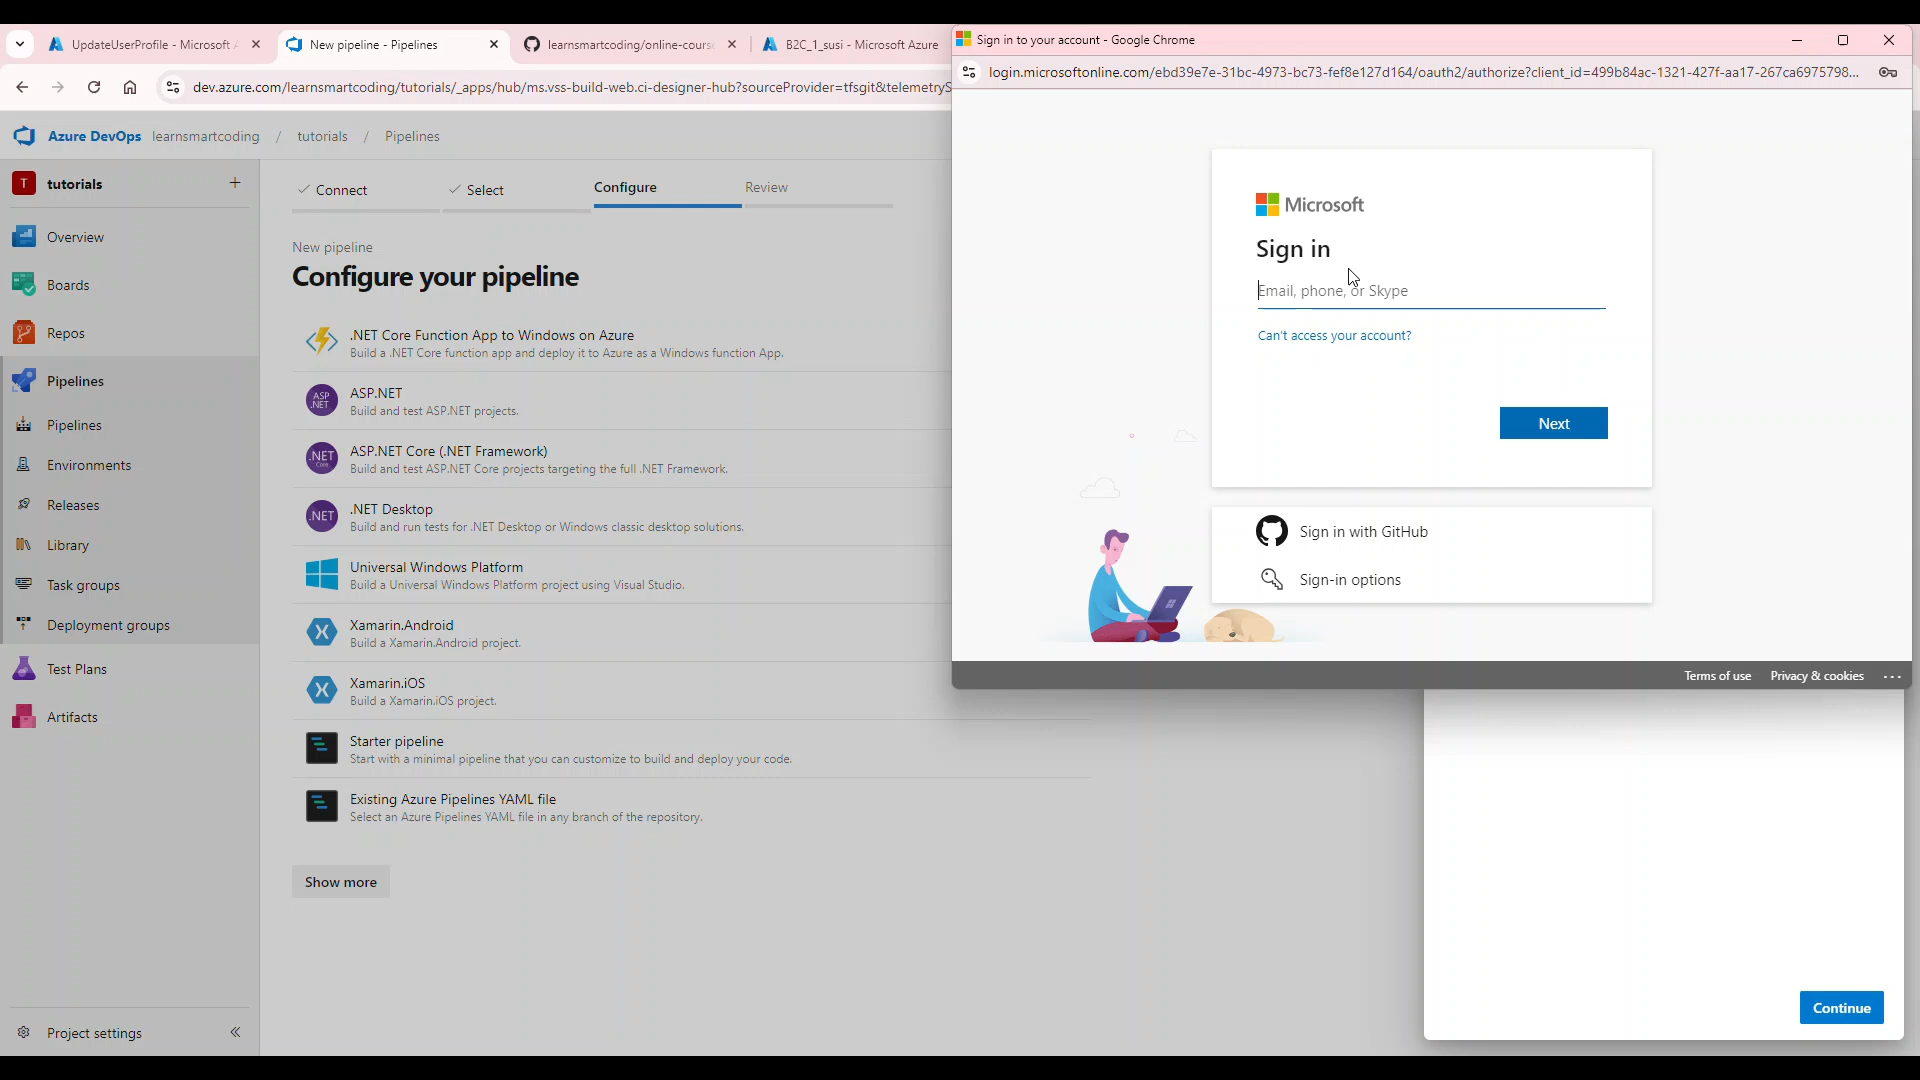 UpdateUserProfile - Microsoft A
New pipeline - Pipelines
learnsmartcoding/online-course
B2C_1_susi - Microsoft Azure
dev.azure.com/learnsmartcoding/tutorials/_apps/hub/ms.vss-build-web.ci-designer-hub?sourceProvider=tfsgit&telemetryS
Azure DevOps learnsmartcoding / tutorials / Pipelines
T tutorials +
Overview
Boards
Repos
Pipelines
Pipelines
Environments
Releases
Library
Task groups
Deployment groups
Test Plans
Artifacts
Project settings
Connect
Select
Configure
Review
New pipeline
Configure your pipeline
.NET Core Function App to Windows on Azure
Build a .NET Core function app and deploy it to Azure as a Windows function App.
ASP
NET
ASP.NET
Build and test ASP.NET projects.
.NET
Core
ASP.NET Core (.NET Framework)
Build and test ASP.NET Core projects targeting the full .NET Framework.
.NET
.NET Desktop
Build and run tests for .NET Desktop or Windows classic desktop solutions.
Universal Windows Platform
Build a Universal Windows Platform project using Visual Studio.
Xamarin.Android
Build a Xamarin.Android project.
Xamarin.iOS
Build a Xamarin.iOS project.
Starter pipeline
Start with a minimal pipeline that you can customize to build and deploy your code.
Existing Azure Pipelines YAML file
Select an Azure Pipelines YAML file in any branch of the repository.
Show more
Sign in to your account - Google Chrome
login.microsoftonline.com/ebd39e7e-31bc-4973-bc73-fef8e127d164/oauth2/authorize?client_id=499b84ac-1321-427f-aa17-267ca6975798...
Microsoft
Sign in
Email, phone, or Skype
Can't access your account?
Next
Sign in with GitHub
Sign-in options
Terms of use Privacy & cookies ...
Continue